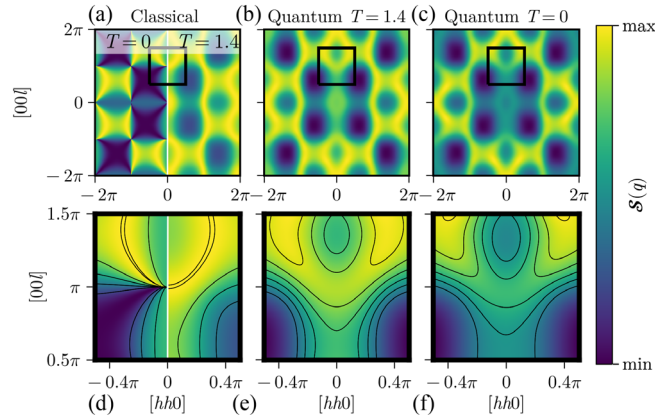 (a) Classical (b) Quantum T = 1.4 (c) Quantum T = 0
T = 0 T = 1.4
2π
0
−2π
[00l]
−2π 0 2π −2π 0 2π −2π 0 2π
max
𝒮(q)
min
1.5π
π
0.5π
[00l]
−0.4π 0 0.4π −0.4π 0 0.4π −0.4π 0 0.4π
(d) [hh0] (e) [hh0] (f) [hh0]